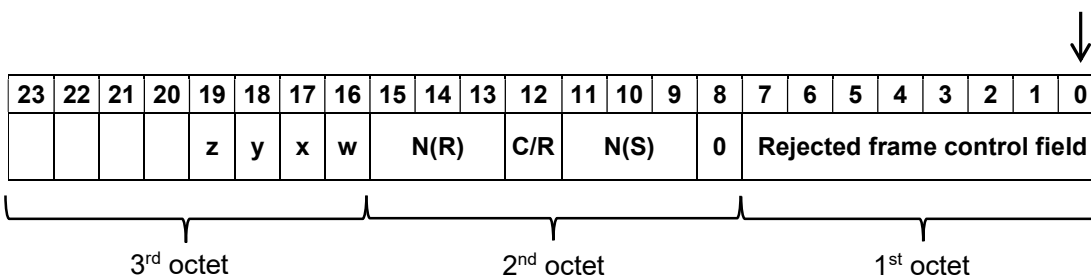 23 22 21 20 19 18 17 16 15 14 13 12 11 10 9 8 7 6 5 4 3 2 1 0
z y x w N(R) C/R N(S) 0 Rejected frame control field
3rd octet 2nd octet 1st octet